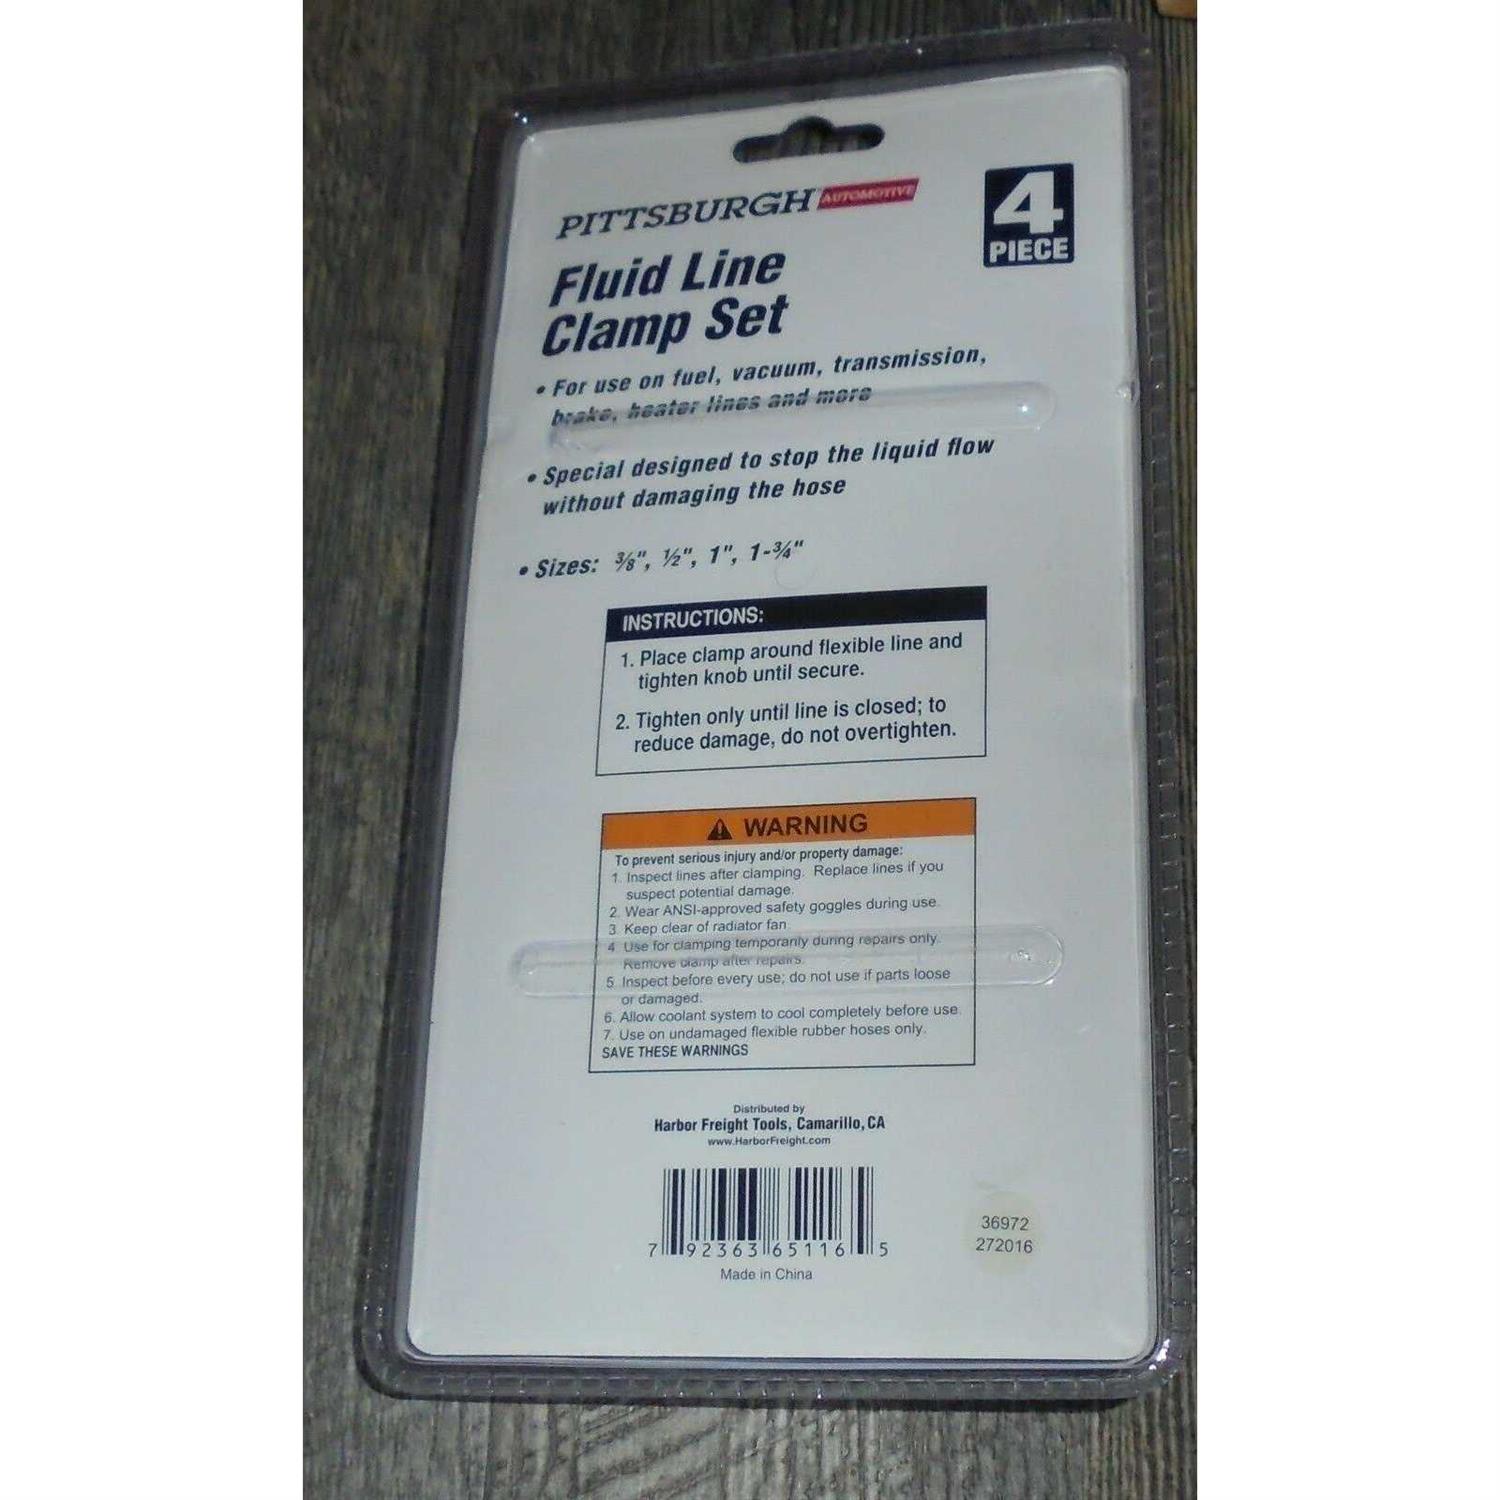 PITTSBURGH AUTOMOTIVE
4
PIECE
Fluid Line
Clamp Set
• For use on fuel, vacuum, transmission,
brake, heater lines and more
• Special designed to stop the liquid flow
without damaging the hose
• Sizes: ⅜", ½", 1", 1-¾"
INSTRUCTIONS:
1. Place clamp around flexible line and
tighten knob until secure.
2. Tighten only until line is closed; to
reduce damage, do not overtighten.
⚠ WARNING
To prevent serious injury and/or property damage:
1. Inspect lines after clamping. Replace lines if you
suspect potential damage.
2. Wear ANSI-approved safety goggles during use.
3. Keep clear of radiator fan.
4. Use for clamping temporarily during repairs only.
Remove clamp after repairs.
5. Inspect before every use; do not use if parts loose
or damaged.
6. Allow coolant system to cool completely before use.
7. Use on undamaged flexible rubber hoses only.
SAVE THESE WARNINGS
Distributed by
Harbor Freight Tools, Camarillo, CA
www.HarborFreight.com
7 92363 65116 5
Made in China
36972
272016